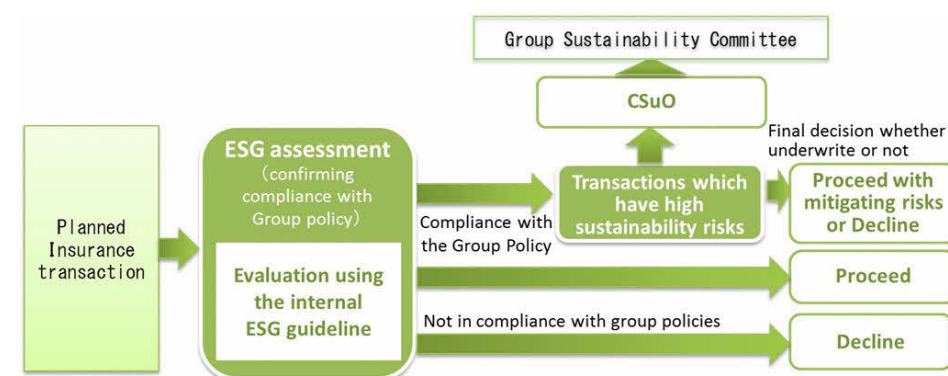 Group Sustainability Committee
CSuO
Planned
Insurance
transaction
ESG assessment
(confirming
compliance with
Group policy)
Evaluation using
the internal
ESG guideline
Compliance with
the Group Policy
Transactions which
have high
sustainability risks
Final decision whether
underwrite or not
Proceed with
mitigating risks
or Decline
Proceed
Not in compliance with group policies
Decline